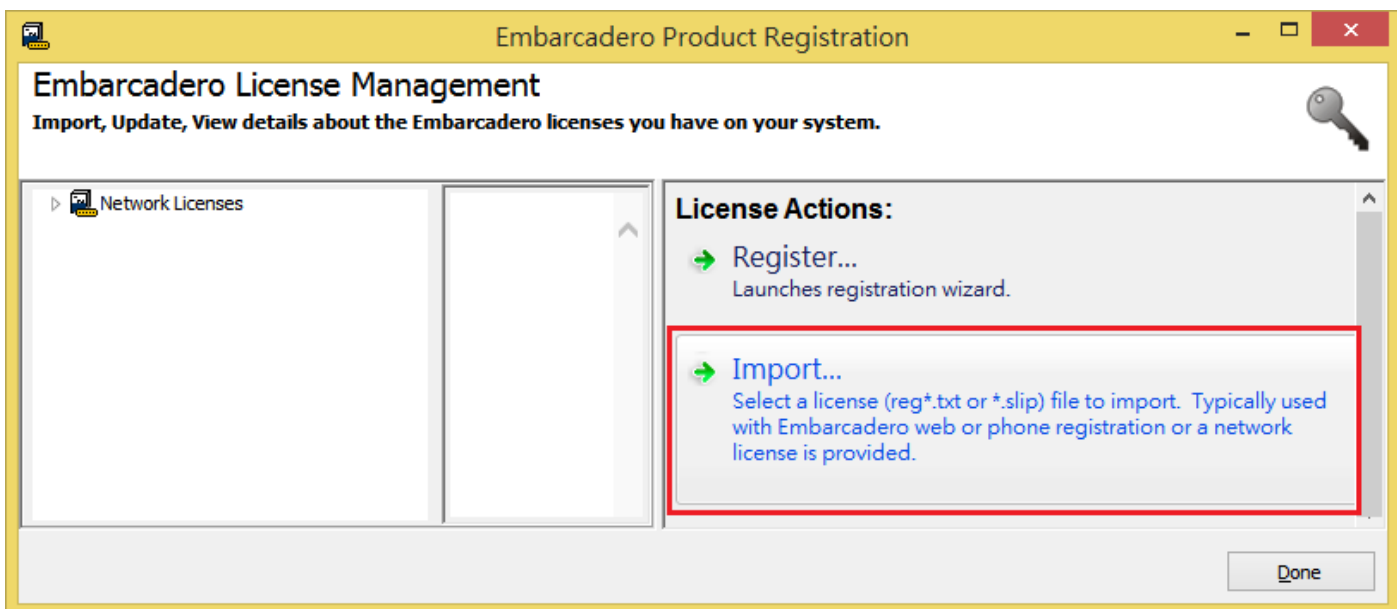 Embarcadero Product Registration
Embarcadero License Management
Import, Update, View details about the Embarcadero licenses you have on your system.
Network Licenses
License Actions:
Register...
Launches registration wizard.
Import...
Select a license (reg*.txt or *.slip) file to import. Typically used
with Embarcadero web or phone registration or a network
license is provided.
Done